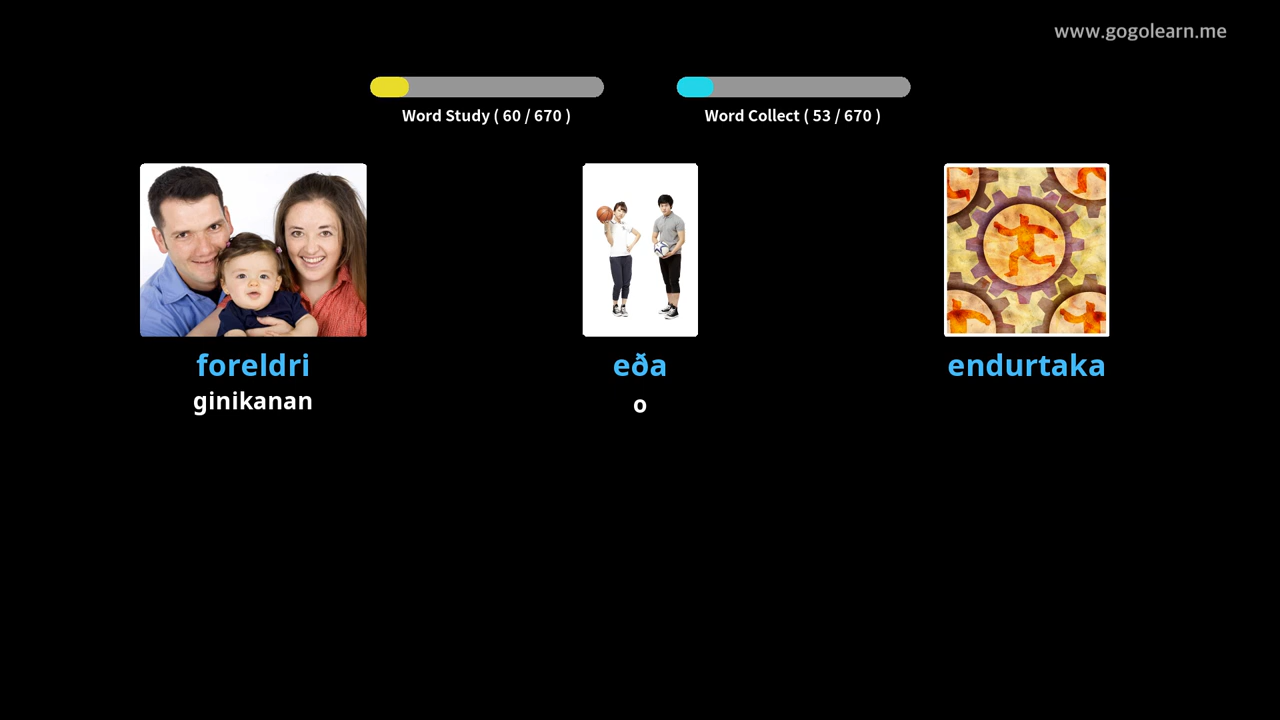 www.gogolearn.me
Word Study ( 60 / 670 )
Word Collect ( 53 / 670 )
foreldri
ginikanan
eða
o
endurtaka